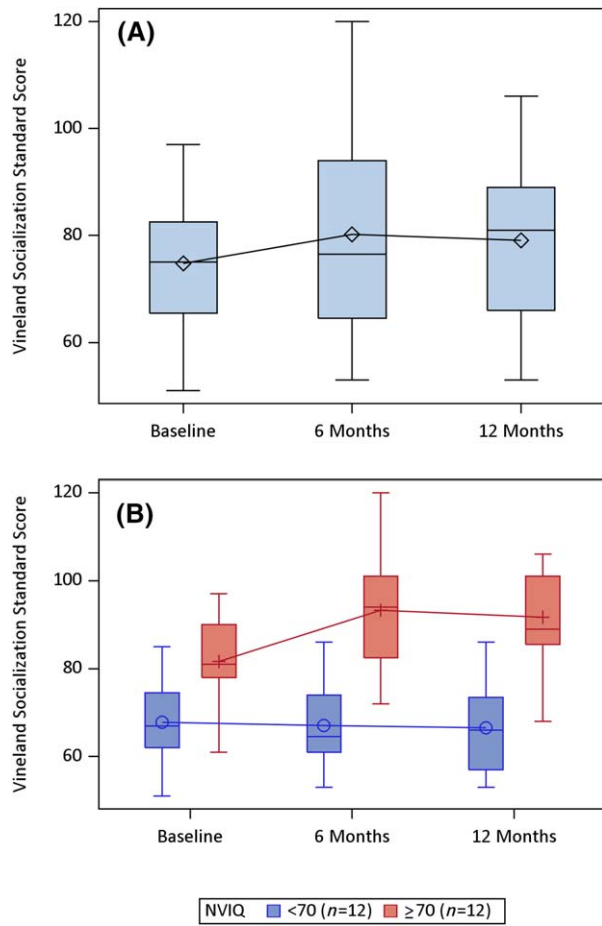 (A)
Vineland Socialization Standard Score
120
100
80
60
Baseline 6 Months 12 Months
(B)
Vineland Socialization Standard Score
120
100
80
60
Baseline 6 Months 12 Months
NVIQ <70 (n=12) ≥70 (n=12)